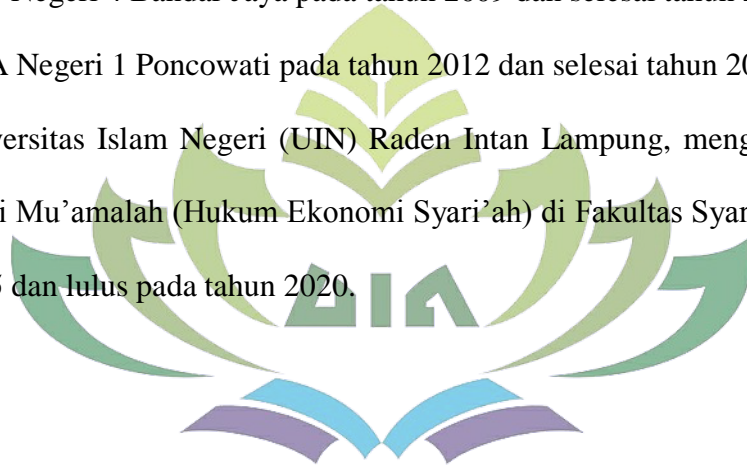 Negeri 4 Bandar Jaya pada tahun 2009 dan selesai tahun
A Negeri 1 Poncowati pada tahun 2012 dan selesai tahun 20
versitas Islam Negeri (UIN) Raden Intan Lampung, meng
i Mu’amalah (Hukum Ekonomi Syari’ah) di Fakultas Syar
dan lulus pada tahun 2020.
UIN